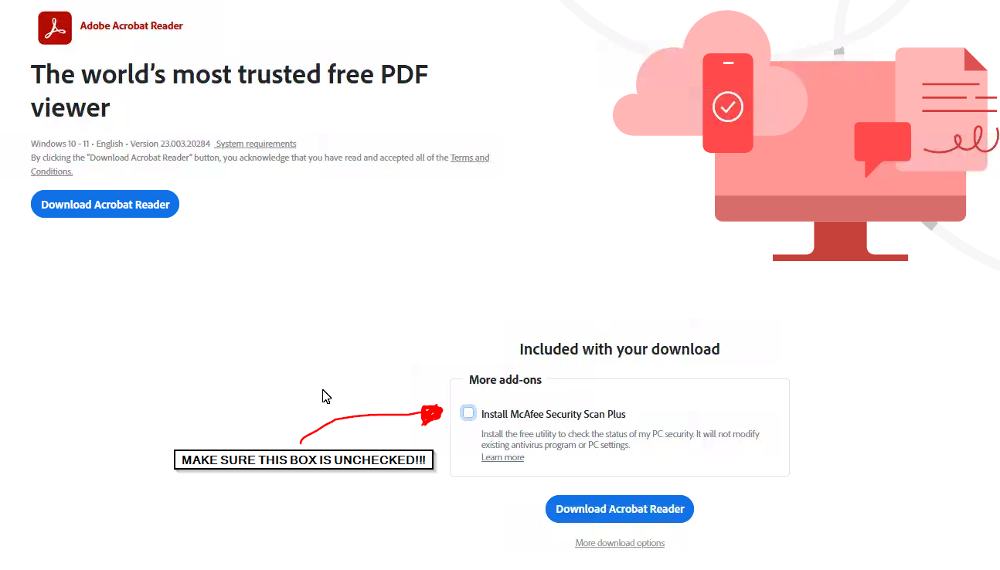 Adobe Acrobat Reader
The world’s most trusted free PDF
viewer
Windows 10 - 11 • English • Version 23.003.20284 System requirements
By clicking the “Download Acrobat Reader” button, you acknowledge that you have read and accepted all of the Terms and
Conditions.
Download Acrobat Reader
Included with your download
More add-ons
Install McAfee Security Scan Plus
Install the free utility to check the status of my PC security. It will not modify
existing antivirus program or PC settings.
Learn more
MAKE SURE THIS BOX IS UNCHECKED!!!
Download Acrobat Reader
More download options